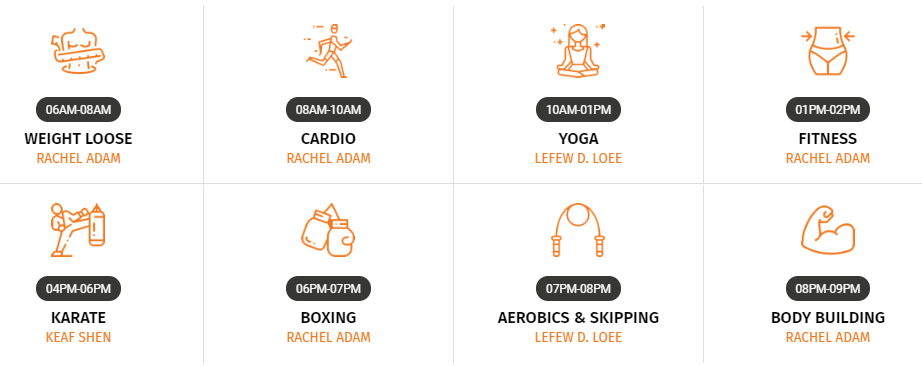 06AM-08AM
WEIGHT LOOSE
RACHEL ADAM
08AM-10AM
CARDIO
RACHEL ADAM
10AM-01PM
YOGA
LEFEW D. LOEE
01PM-02PM
FITNESS
RACHEL ADAM
04PM-06PM
KARATE
KEAF SHEN
06PM-07PM
BOXING
RACHEL ADAM
07PM-08PM
AEROBICS & SKIPPING
LEFEW D. LOEE
08PM-09PM
BODY BUILDING
RACHEL ADAM